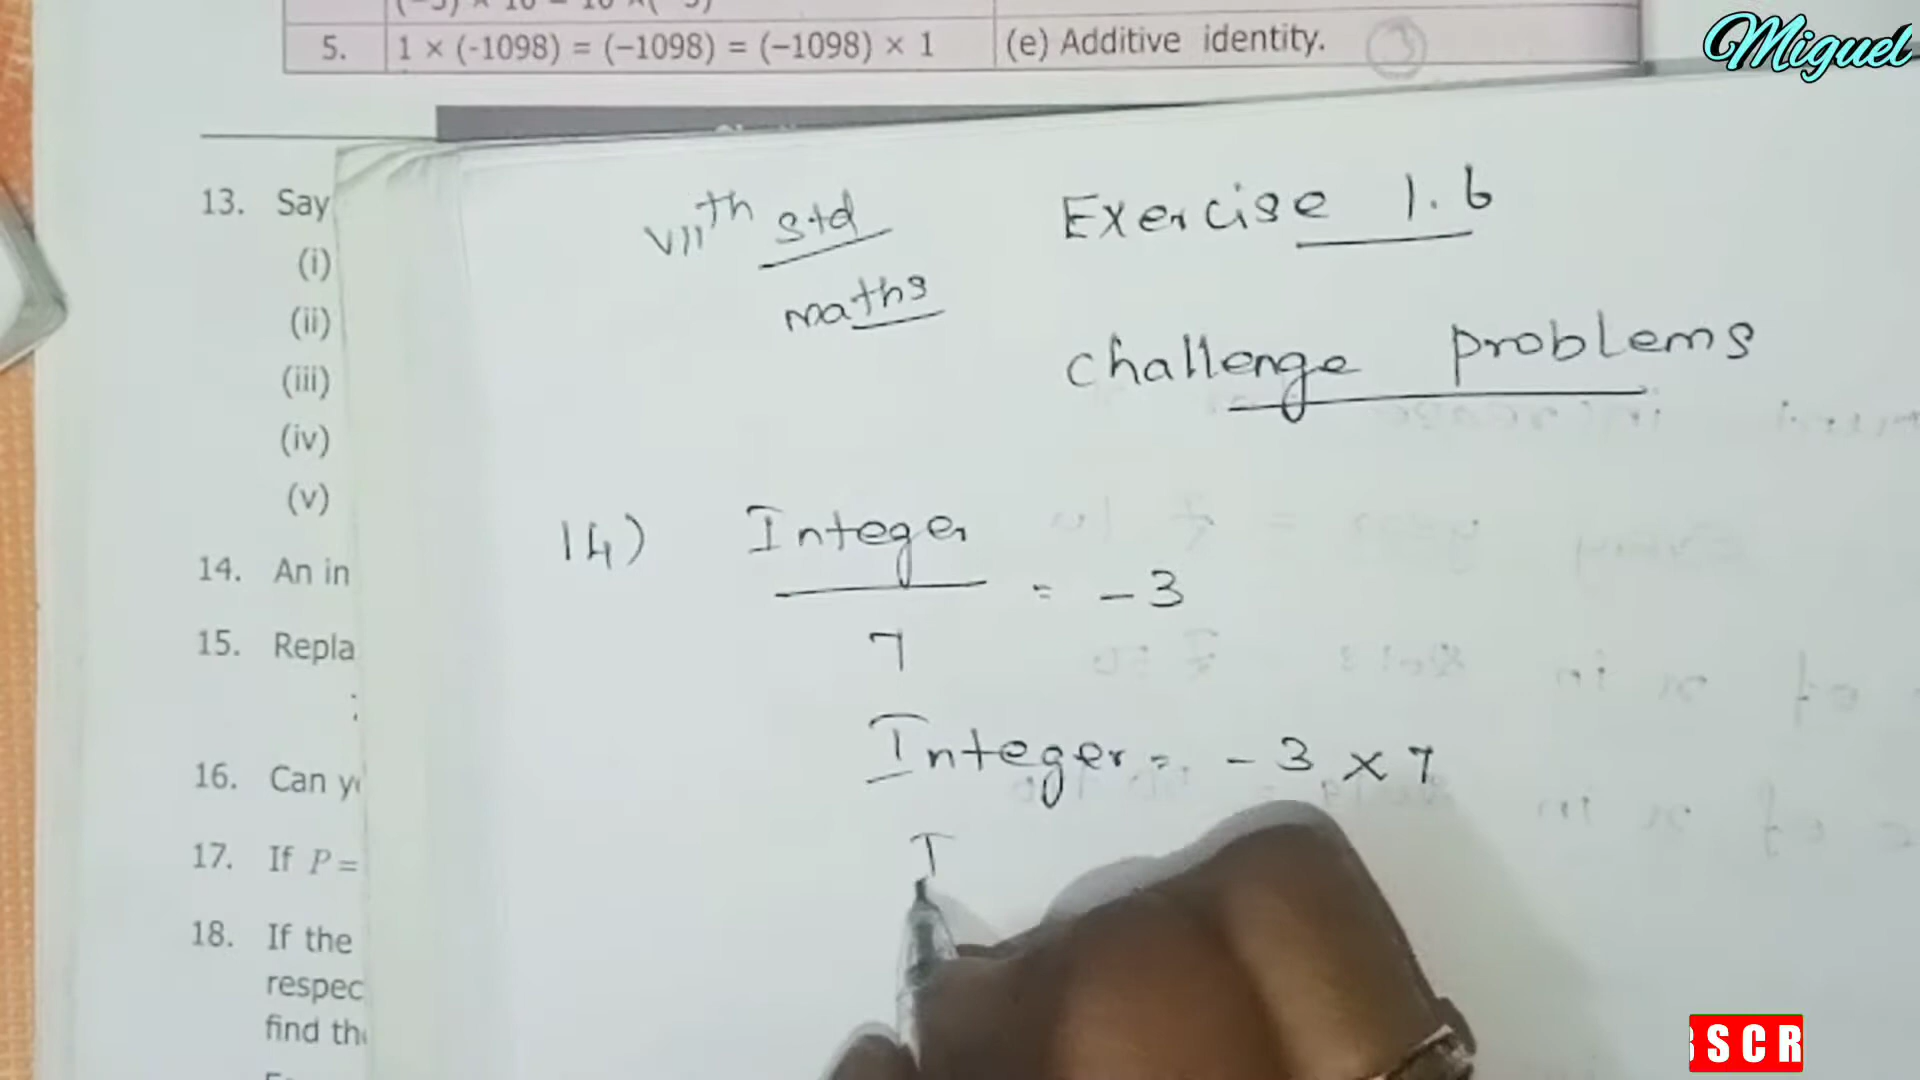 5. 1 × (-1098) = (−1098) = (−1098) × 1 (e) Additive identity. 3
Miguel
13. Say
(i)
(ii)
(iii)
(iv)
(v)
14. An in
15. Repla
16. Can y
17. If P =
18. If the
respec
find th
VIIth Std
maths
Exercise 1.6
challenge problems
14) Integer
= -3
7
Integer = -3 × 7
I
SCR